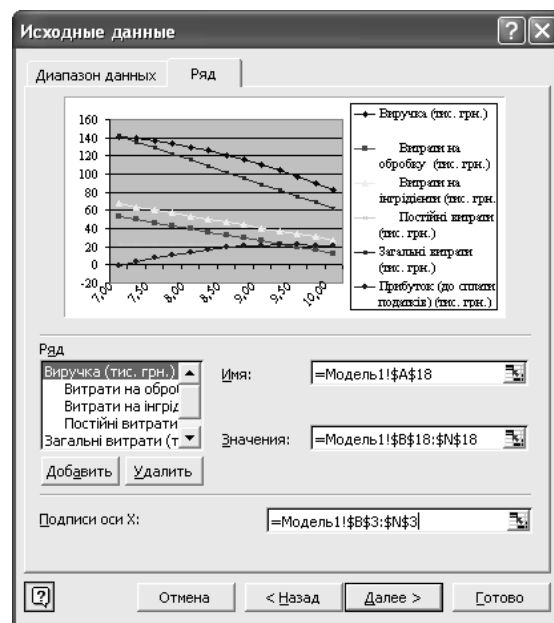 Исходные данные
Диапазон данных
Ряд
160
140
120
100
80
60
40
20
0
-20
7,00
7,50
8,00
8,50
9,00
9,50
10,00
Виручка (тис. грн.)
Витрати на
обробку (тис. грн.)
Витрати на
інгрідієнти (тис. грн.
Постійні витрати
(тис. грн.)
Загальні витрати
(тис. грн.)
Прибуток (до сплати
податків) (тис. грн.)
Ряд
Виручка (тис. грн.)
Витрати на оброб
Витрати на інгрід
Постійні витрати
Загальні витрати (т
Имя:
=Модель1!$A$18
Значения:
=Модель1!$B$18:$N$18
Добавить
Удалить
Подписи оси X:
=Модель1!$B$3:$N$3
Отмена
< Назад
Далее >
Готово